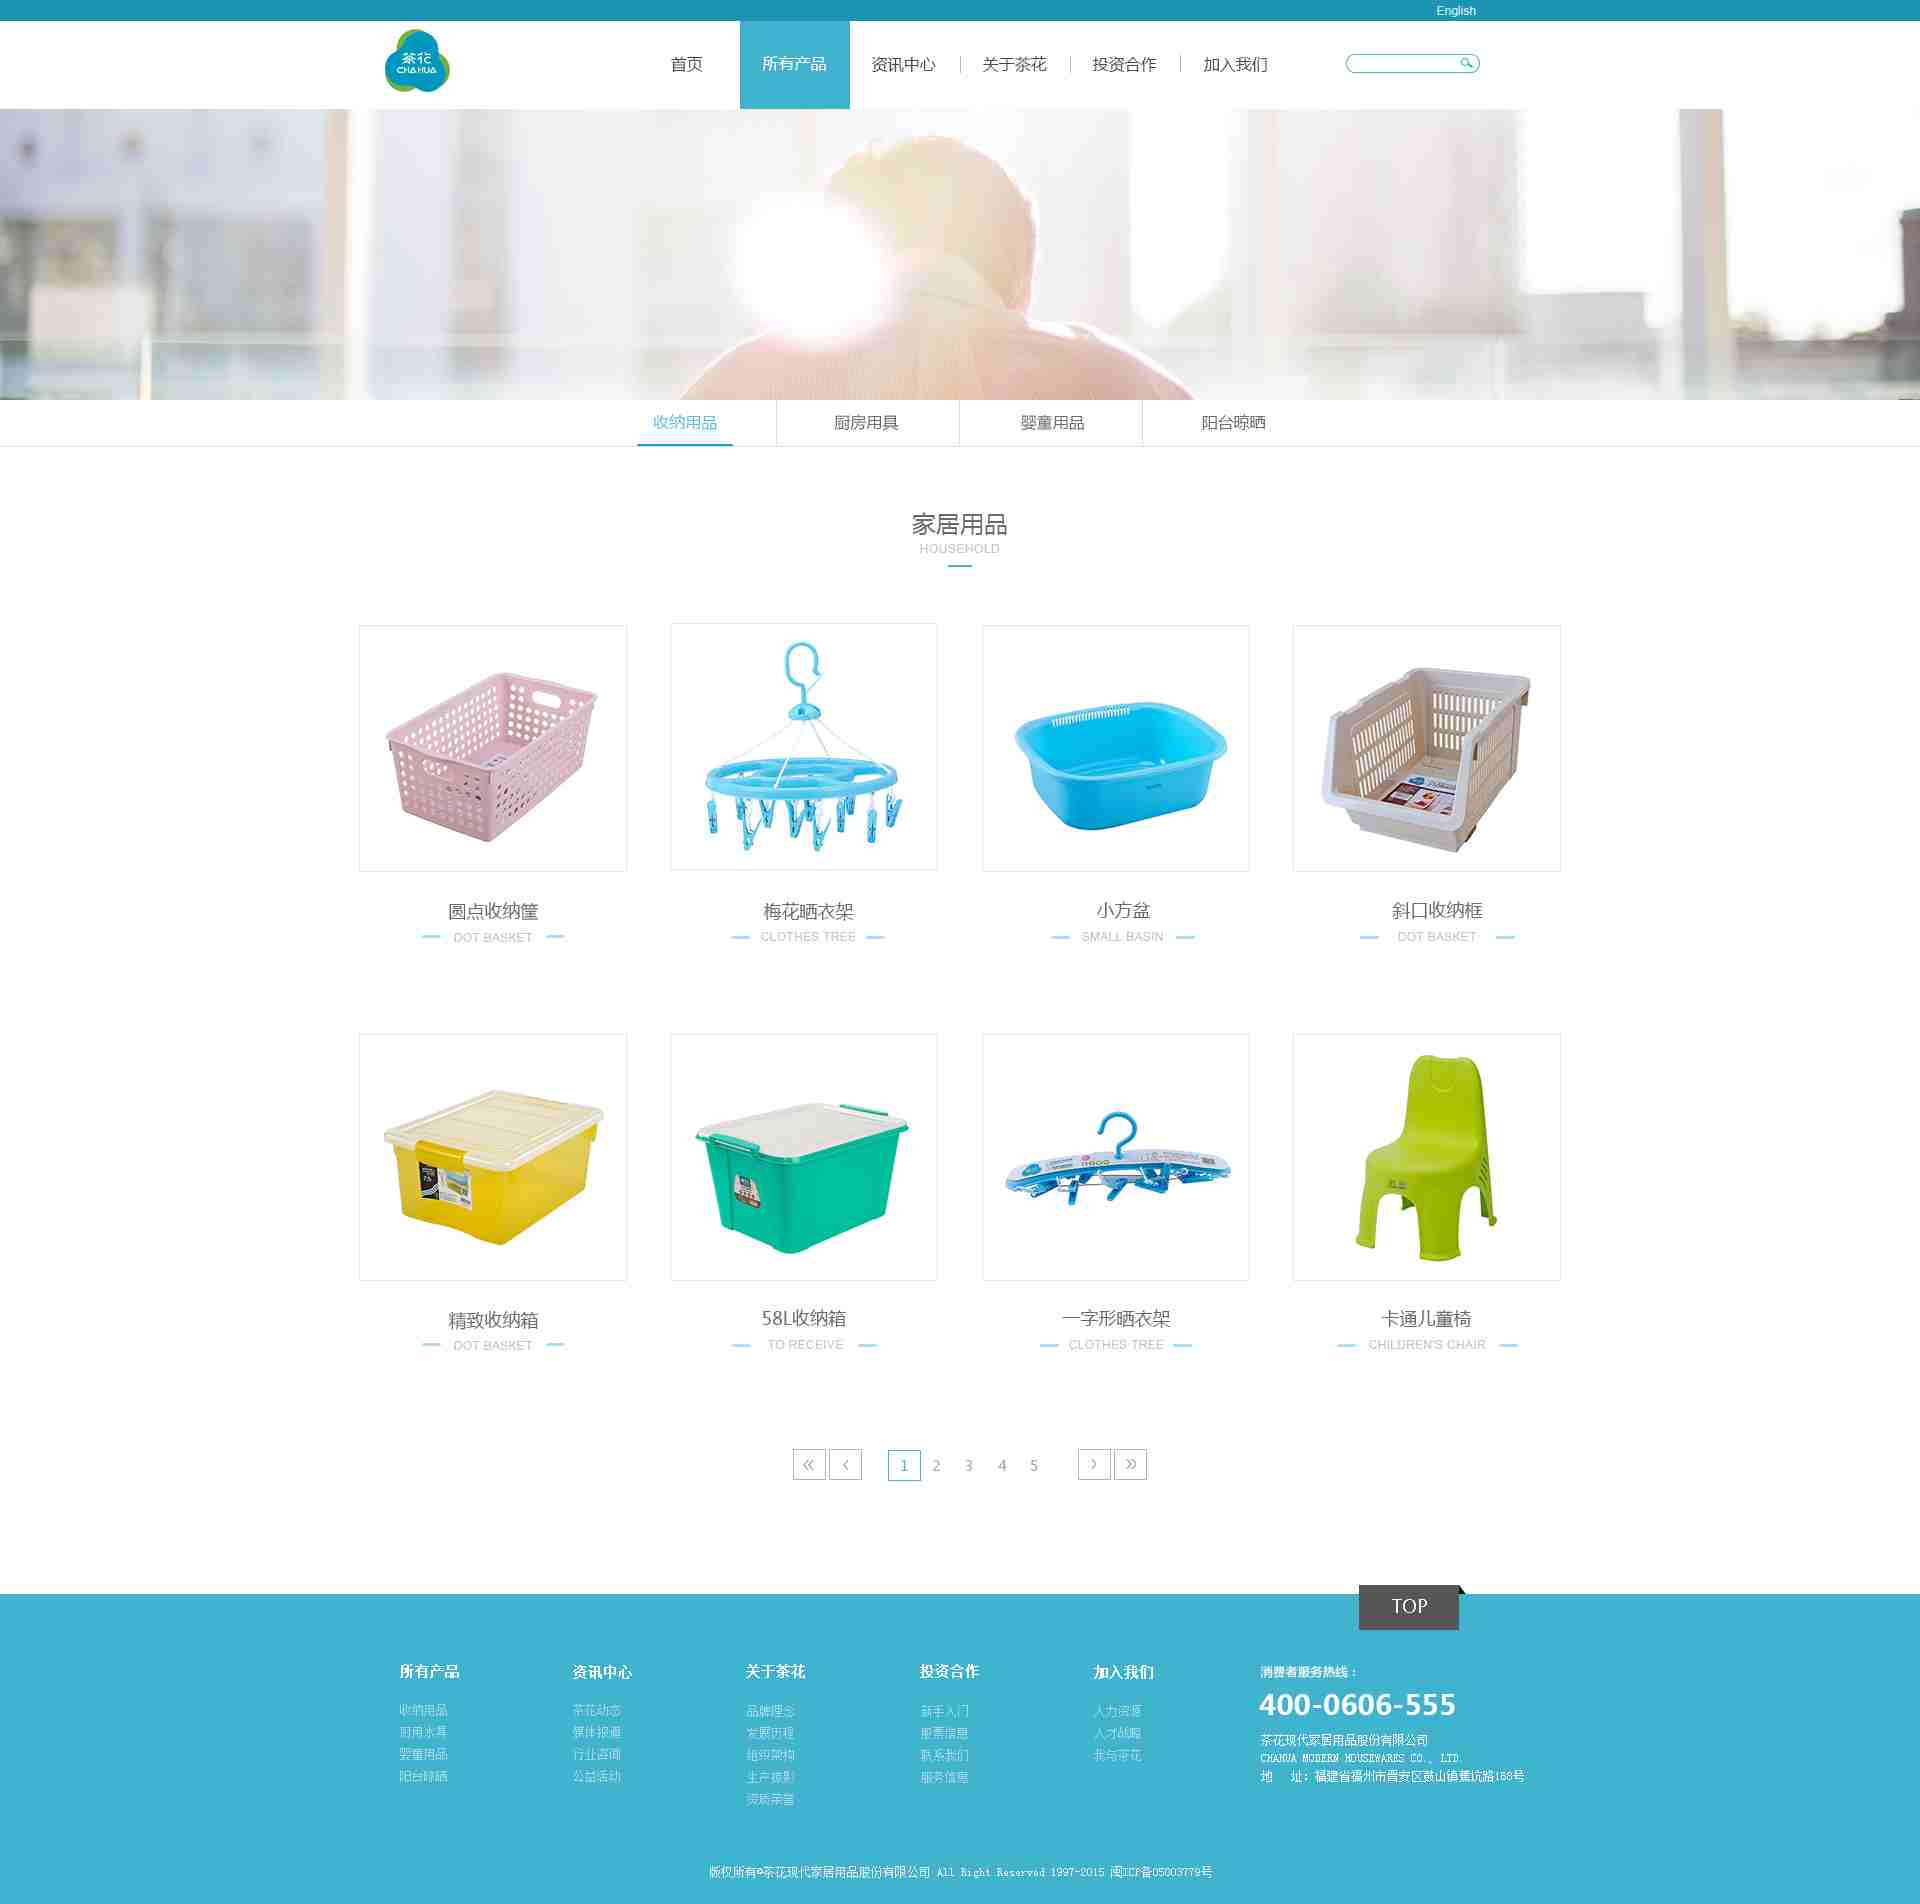 English
茶花
CHAHUA
首页
所有产品
资讯中心
关于茶花
投资合作
加入我们
收纳用品
厨房用具
婴童用品
阳台晾晒
家居用品
HOUSEHOLD
圆点收纳筐
DOT BASKET
梅花晒衣架
CLOTHES TREE
小方盆
SMALL BASIN
斜口收纳框
DOT BASKET
精致收纳箱
DOT BASKET
58L收纳箱
TO RECEIVE
一字形晒衣架
CLOTHES TREE
卡通儿童椅
CHILDREN'S CHAIR
« ‹ 1 2 3 4 5 › »
TOP
所有产品
收纳用品
厨用水具
婴童用品
阳台晾晒
资讯中心
茶花动态
媒体报道
行业咨询
公益活动
关于茶花
品牌理念
发展历程
组织架构
生产掠影
资质荣誉
投资合作
新手入门
股票信息
联系我们
服务信息
加入我们
人力资源
人才战略
我与茶花
消费者服务热线：
400-0606-555
茶花现代家居用品股份有限公司
CHAHUA MODERN HOUSEWARES CO., LTD.
地 址: 福建省福州市晋安区鼓山镇蕉坑路168号
版权所有©茶花现代家居用品股份有限公司 All Right Reserved 1997-2015 闽ICP备05003779号